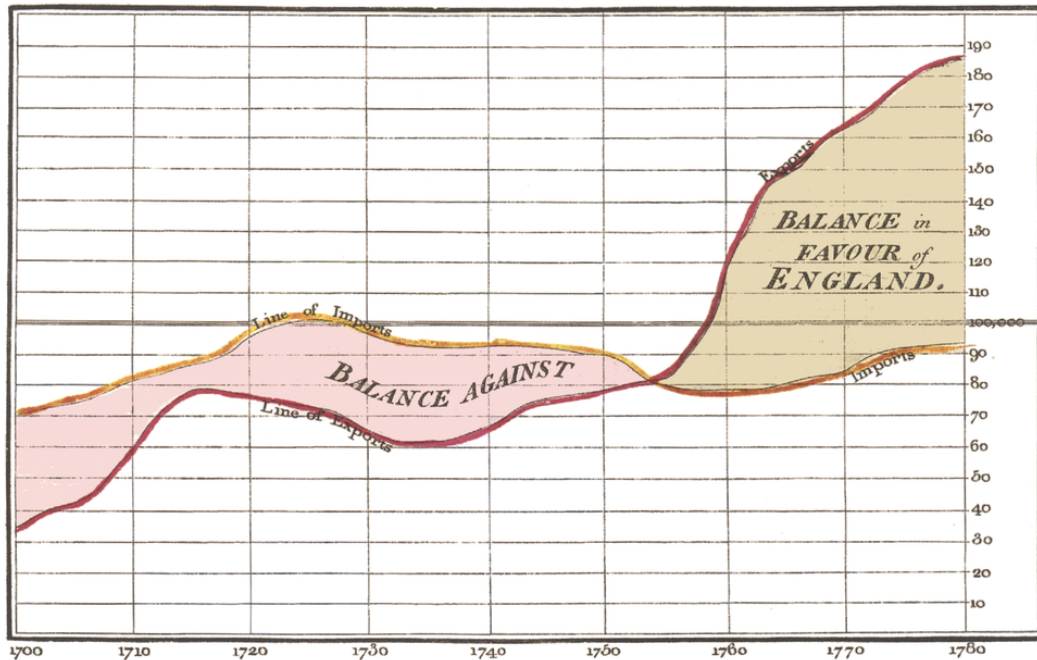 190
180
170
160
Exports
150
140
BALANCE in
130
FAVOUR of
120
ENGLAND.
110
Line of Imports
100,000
90
BALANCE AGAINST
Imports
80
Line of Exports
70
60
50
40
30
20
10
1700 1710 1720 1730 1740 1750 1760 1770 1780